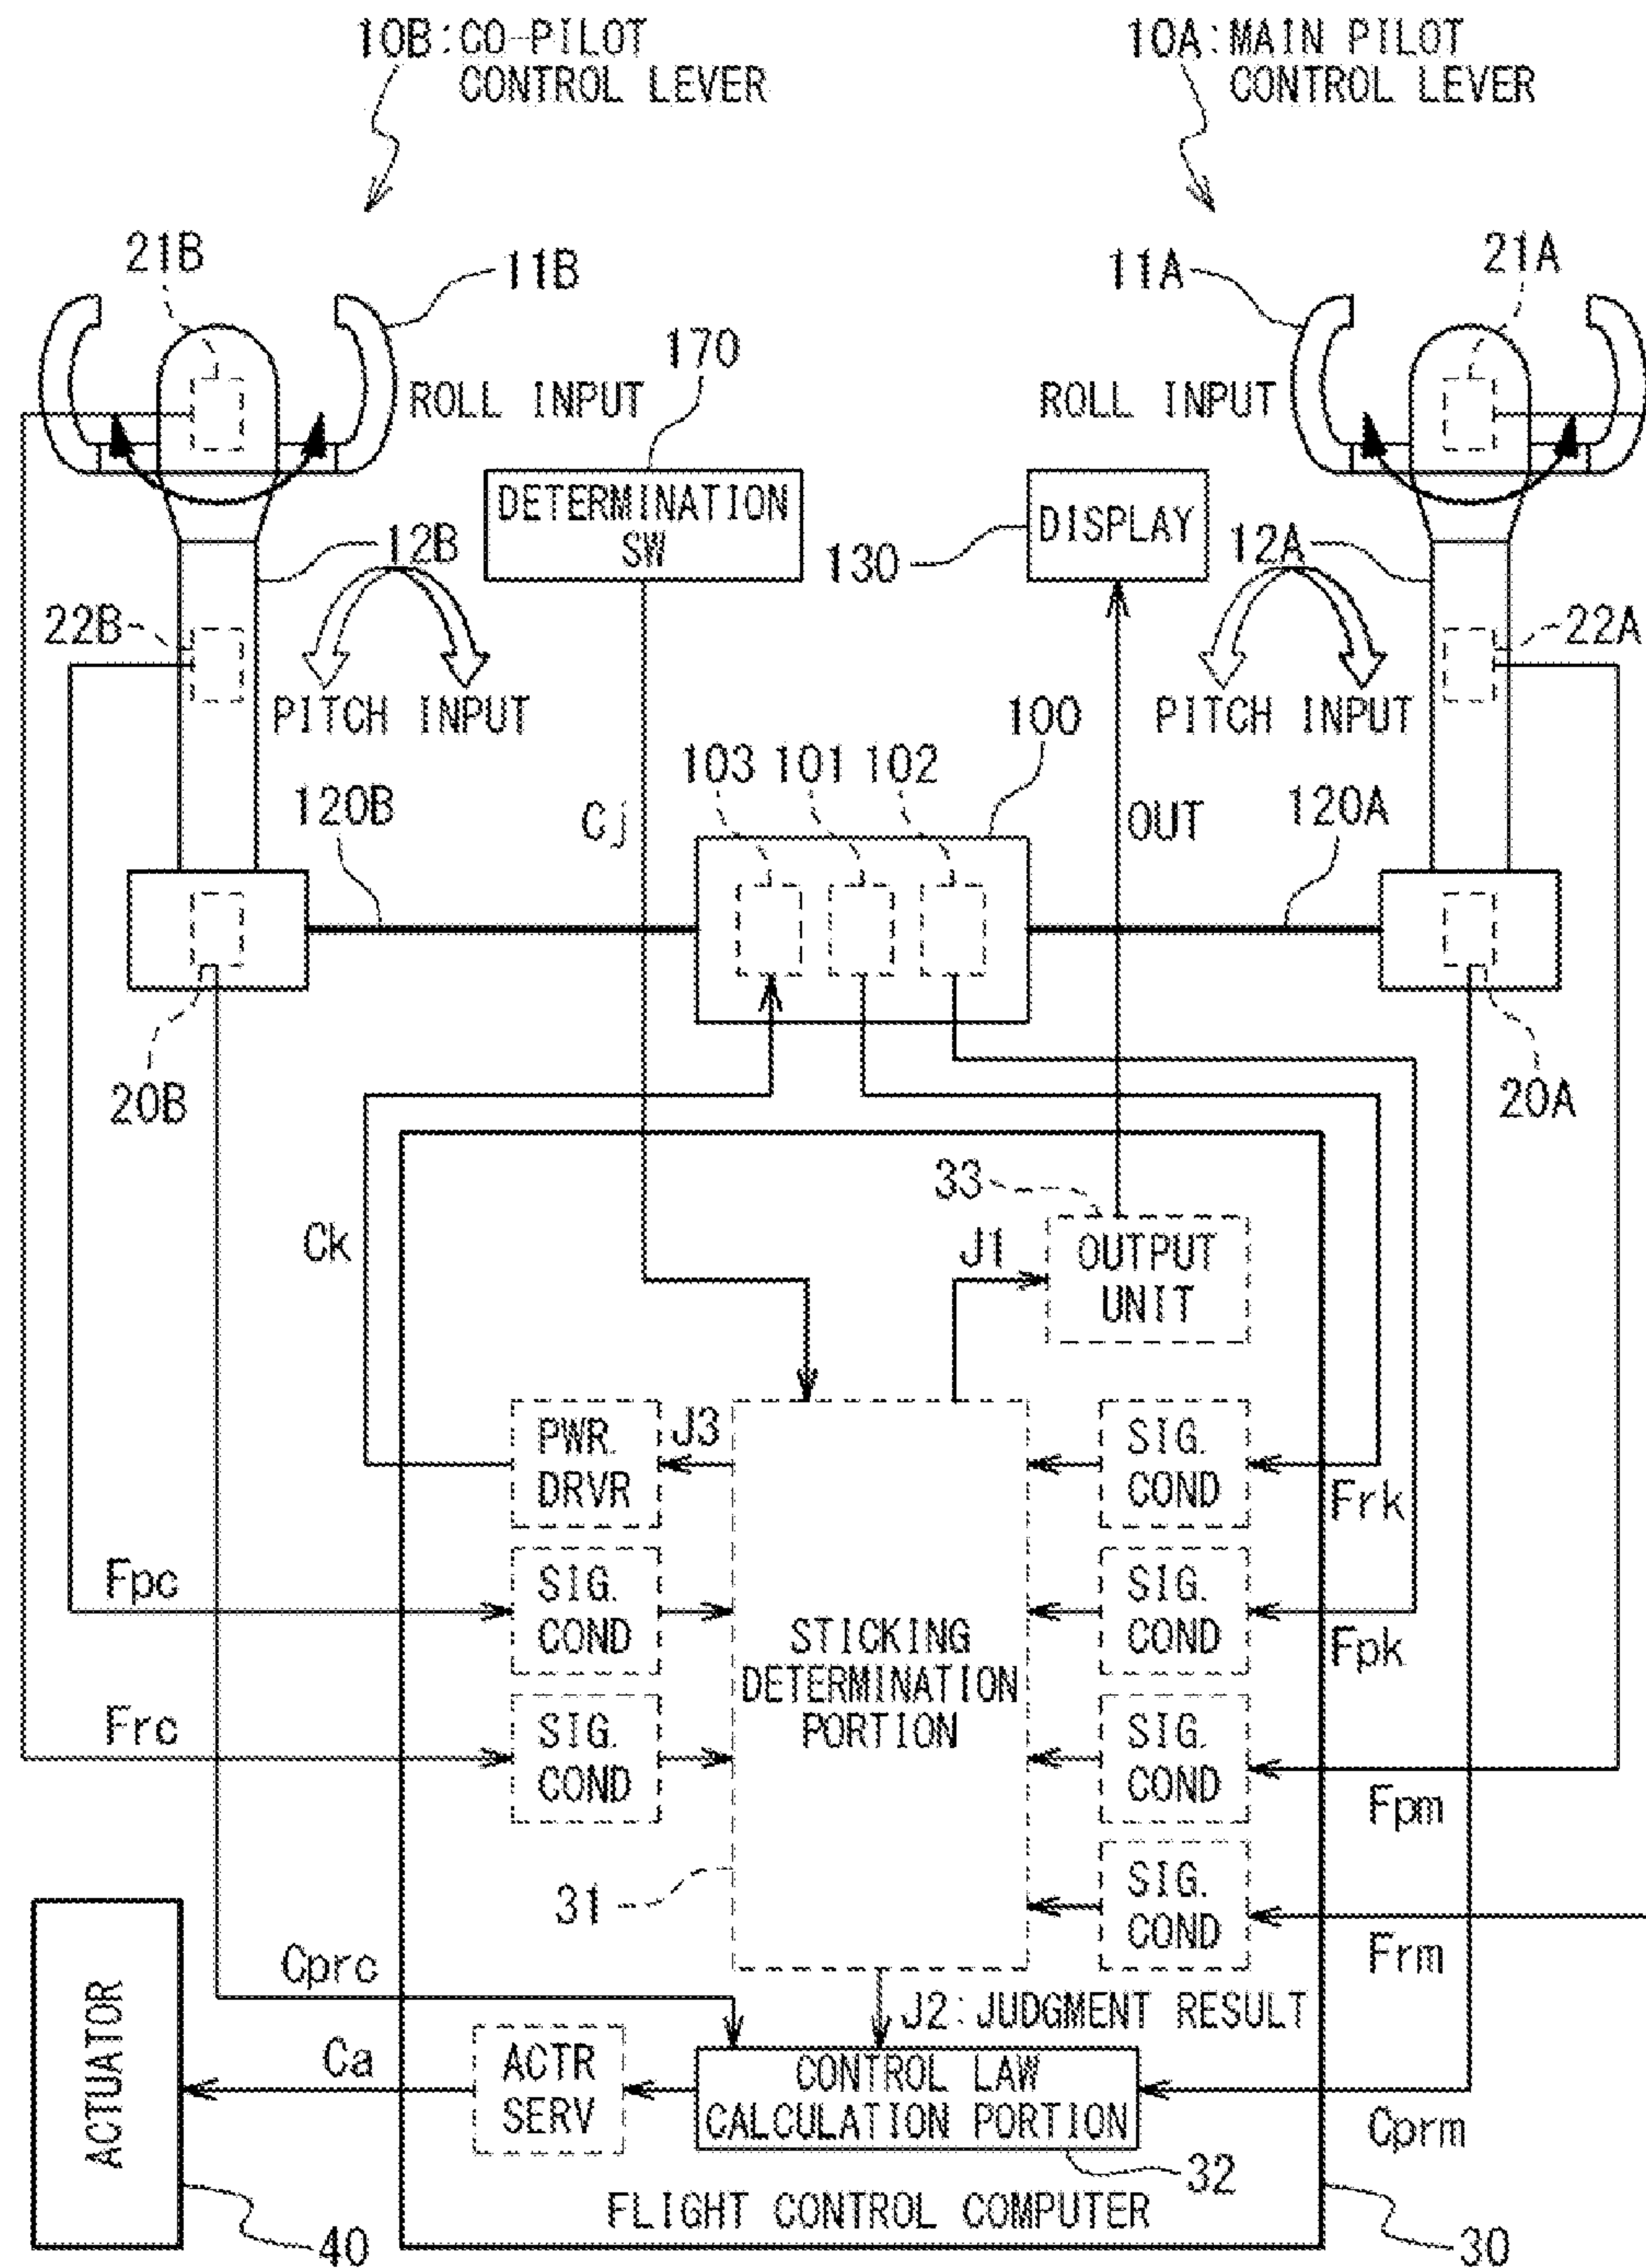 10B:CO-PILOT
CONTROL LEVER
10A:MAIN PILOT
CONTROL LEVER
21B
11B
11A
21A
170
ROLL INPUT
ROLL INPUT
DETERMINATION
SW
DISPLAY
130
12B
12A
22B
22A
PITCH INPUT
PITCH INPUT
100
103
101
102
120B
Cj
OUT
120A
20B
20A
33
Ck
J1
OUTPUT
UNIT
PWR.
DRVR
J3
SIG.
COND
Frk
Fpc
SIG.
COND
STICKING
DETERMINATION
PORTION
SIG.
COND
Fpk
Frc
SIG.
COND
SIG.
COND
Fpm
31
SIG.
COND
Frm
Cprc
J2:JUDGMENT RESULT
ACTUATOR
Ca
ACTR
SERV
CONTROL LAW
CALCULATION PORTION
Cprm
32
FLIGHT CONTROL COMPUTER
40
30